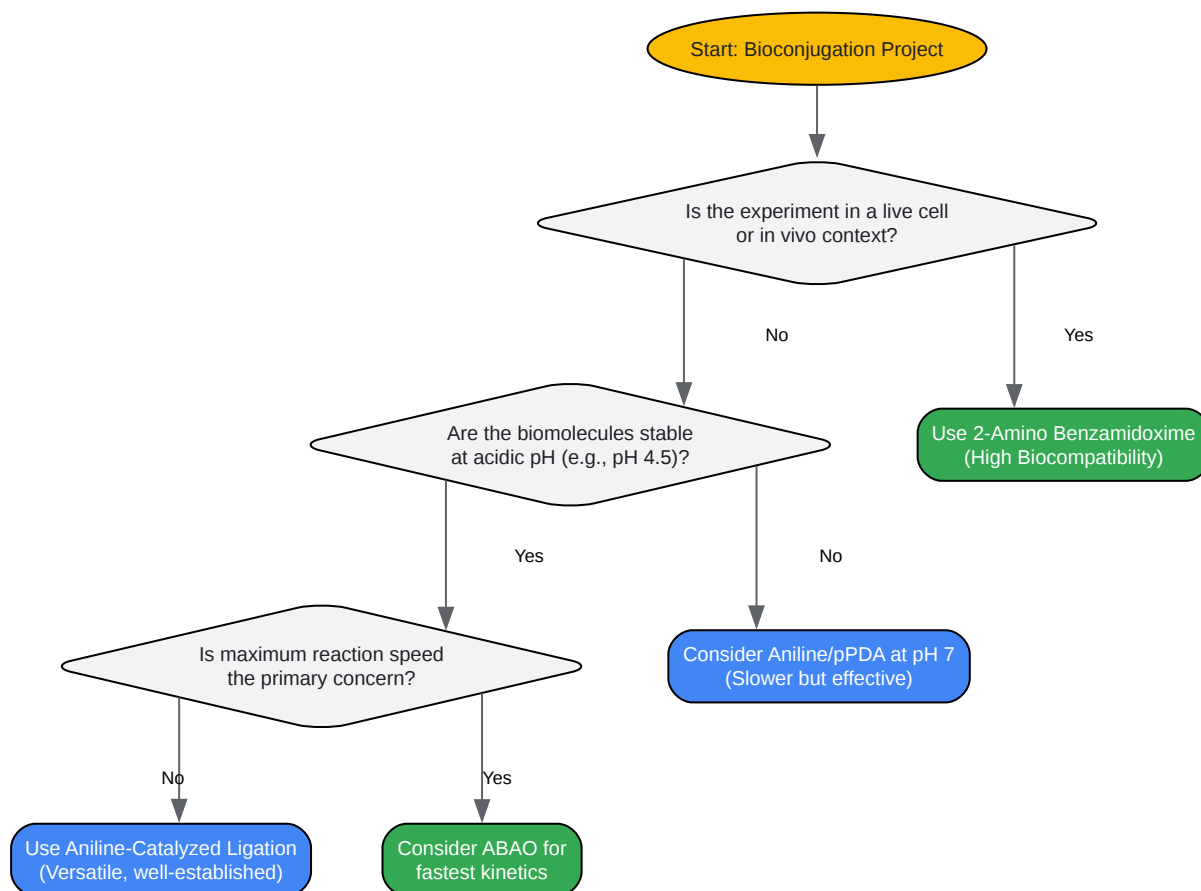 Start: Bioconjugation Project
Is the experiment in a live cell
or in vivo context?
No
Yes
Are the biomolecules stable
at acidic pH (e.g., pH 4.5)?
Use 2-Amino Benzamidoxime
(High Biocompatibility)
Yes
No
Is maximum reaction speed
the primary concern?
Consider Aniline/pPDA at pH 7
(Slower but effective)
No
Yes
Use Aniline-Catalyzed Ligation
(Versatile, well-established)
Consider ABAO for
fastest kinetics